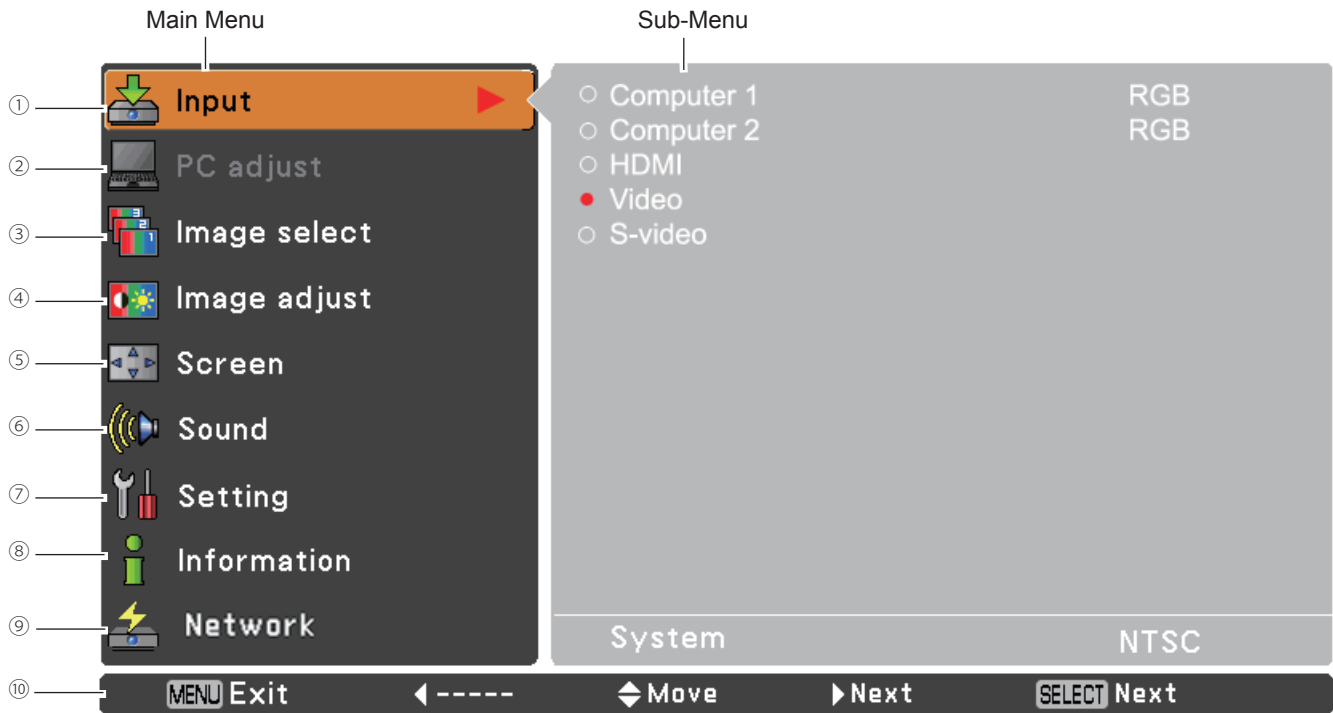 Main Menu Sub-Menu
① Input Computer 1 RGB
Computer 2 RGB
② PC adjust HDMI
Video
③ Image select S-video
④ Image adjust
⑤ Screen
⑥ Sound
⑦ Setting
⑧ Information
⑨ Network System NTSC
⑩ MENU Exit ----- Move Next SELECT Next